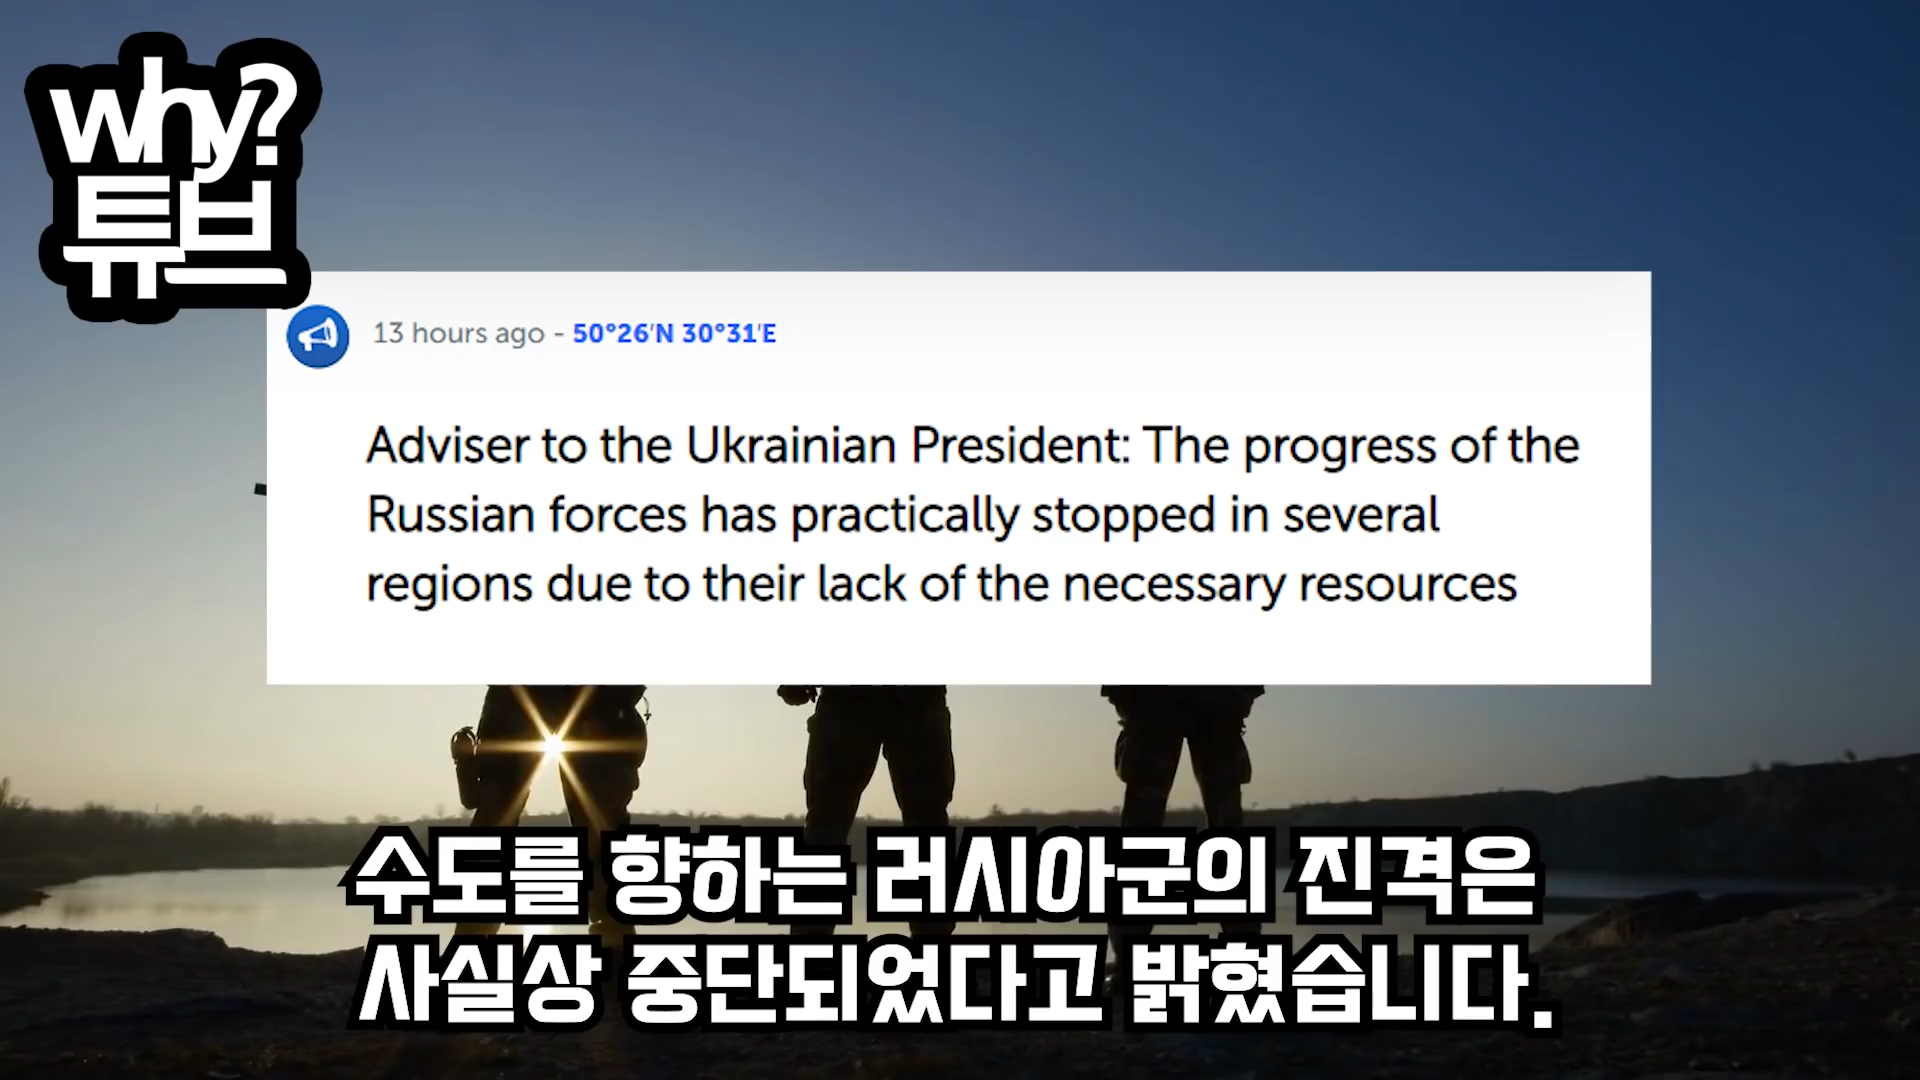 why?
튜브
13 hours ago - 50°26'N 30°31'E
Adviser to the Ukrainian President: The progress of the
Russian forces has practically stopped in several
regions due to their lack of the necessary resources
수도를 향하는 러시아군의 진격은
사실상 중단되었다고 밝혔습니다.